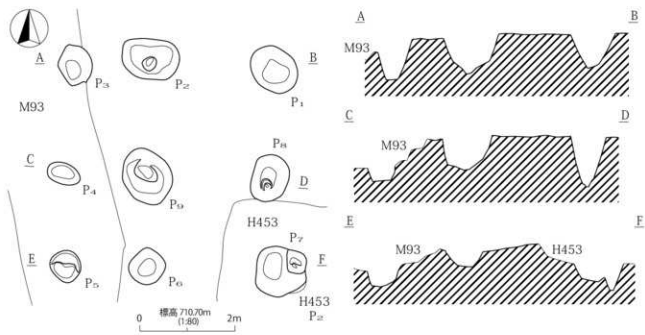 A
B
P3
P2
P1
M93
C
P8
P4
P9
D
H453
E
P7
F
P5
P6
H453
P2
標高 710.70m
0 (1:80) 2m
A
B
M93
C
D
M93
E
F
M93
H453